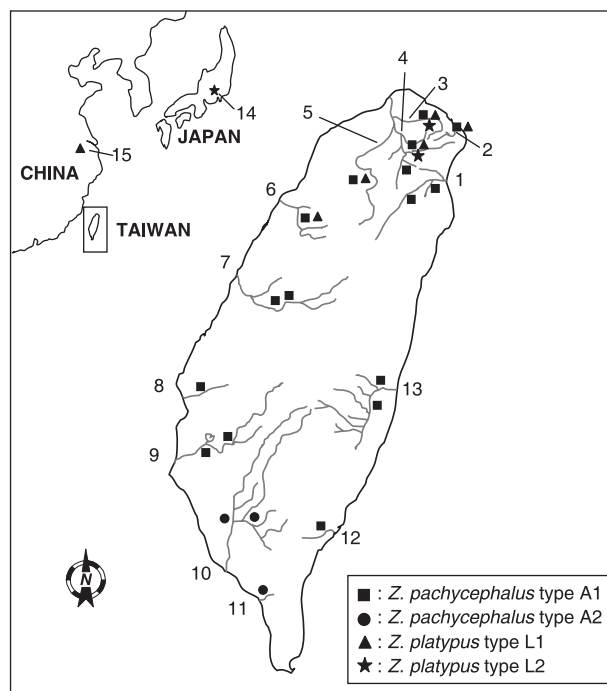 4
3
5
14
JAPAN
15
2
CHINA
1
6
TAIWAN
7
8
13
9
12
10
N
11
■ : Z. pachycephalus type A1
● : Z. pachycephalus type A2
▲ : Z. platypus type L1
★ : Z. platypus type L2